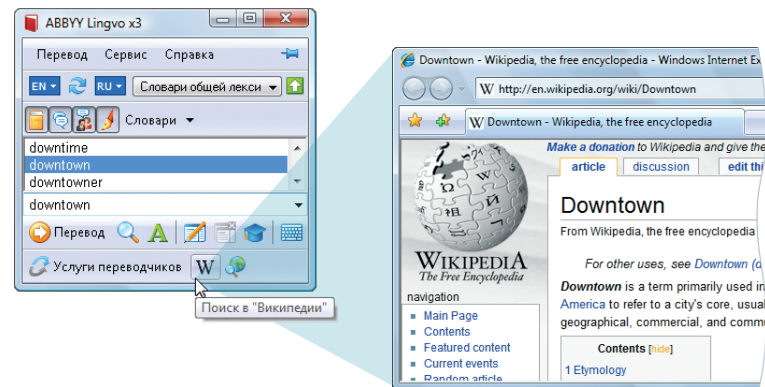 ABBYY Lingvo x3
Перевод Сервис Справка
EN RU Словари общей лекси
Словари
downtime
downtown
downtowner
downtown
Перевод
Услуги переводчиков W
Поиск в "Википедии"
Downtown - Wikipedia, the free encyclopedia - Windows Internet Ex
W http://en.wikipedia.org/wiki/Downtown
W Downtown - Wikipedia, the free encyclopedia
Make a donation to Wikipedia and give the
article discussion edit thi
Downtown
From Wikipedia, the free encyclopedia
WIKIPEDIA
The Free Encyclopedia
For other uses, see Downtown (d
Downtown is a term primarily used in
America to refer to a city's core, usual
geographical, commercial, and comm
navigation
Main Page
Contents
Featured content
Current events
Random article
Contents [hide]
1 Etymology